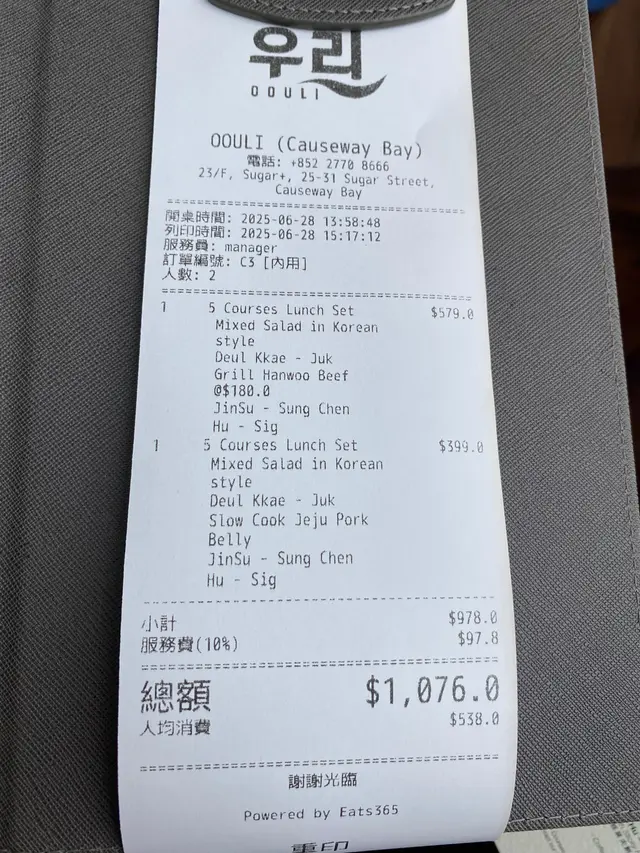 우리
OOULI
OOULI (Causeway Bay)
電話: +852 2770 8666
23/F, Sugar+, 25-31 Sugar Street,
Causeway Bay
開桌時間: 2025-06-28 13:58:48
列印時間: 2025-06-28 15:17:12
服務員: manager
訂單編號: C3 [內用]
人數: 2
1 5 Courses Lunch Set $579.0
Mixed Salad in Korean
style
Deul Kkae - Juk
Grill Hanwoo Beef
@$180.0
JinSu - Sung Chen
Hu - Sig
1 5 Courses Lunch Set $399.0
Mixed Salad in Korean
style
Deul Kkae - Juk
Slow Cook Jeju Pork
Belly
JinSu - Sung Chen
Hu - Sig
小計 $978.0
服務費(10%) $97.8
總額 $1,076.0
人均消費 $538.0
謝謝光臨
Powered by Eats365
重印